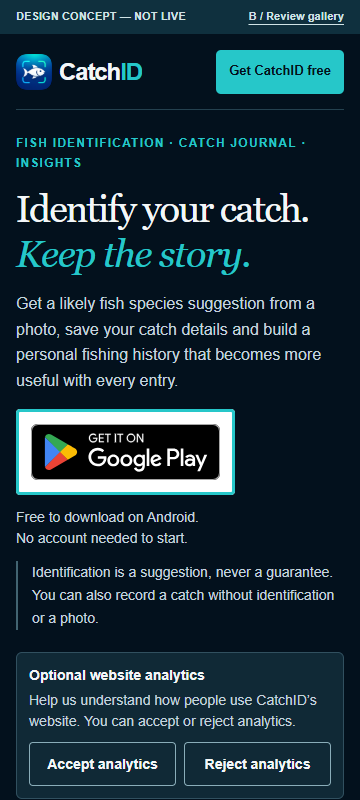 DESIGN CONCEPT — NOT LIVE
B / Review gallery
CatchID
Get CatchID free
FISH IDENTIFICATION · CATCH JOURNAL ·
INSIGHTS
Identify your catch.
Keep the story.
Get a likely fish species suggestion from a
photo, save your catch details and build a
personal fishing history that becomes more
useful with every entry.
GET IT ON
Google Play
Free to download on Android.
No account needed to start.
Identification is a suggestion, never a guarantee.
You can also record a catch without identification
or a photo.
Optional website analytics
Help us understand how people use CatchID's
website. You can accept or reject analytics.
Accept analytics
Reject analytics